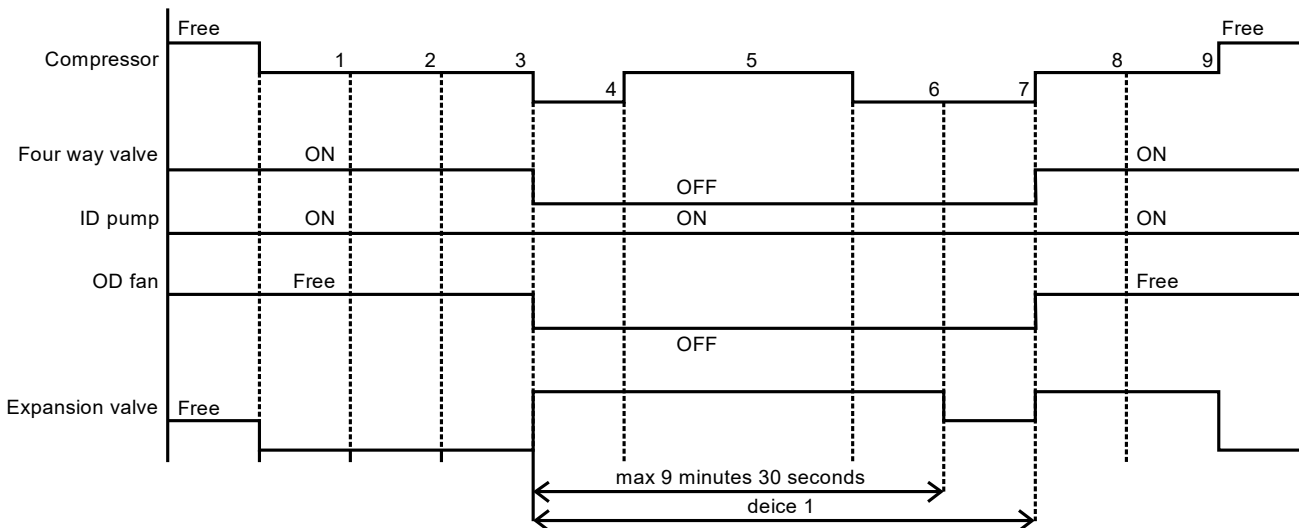 Free
Free
Compressor
1
2
3
4
5
6
7
8
9
Four way valve
ON
OFF
ON
ID pump
ON
ON
ON
OD fan
Free
OFF
Free
Expansion valve
Free
max 9 minutes 30 seconds
deice 1